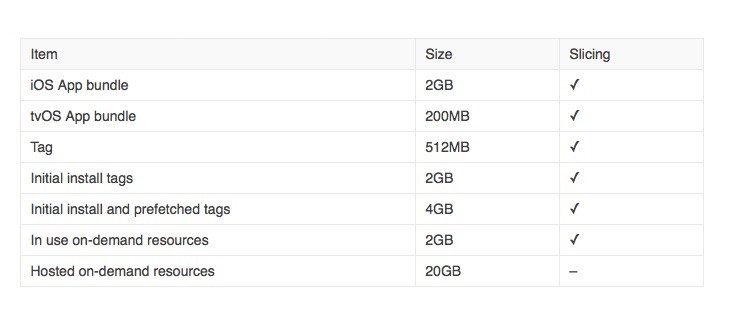 Item Size Slicing
iOS App bundle 2GB ✓
tvOS App bundle 200MB ✓
Tag 512MB ✓
Initial install tags 2GB ✓
Initial install and prefetched tags 4GB ✓
In use on-demand resources 2GB ✓
Hosted on-demand resources 20GB –